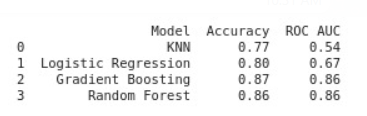 Model Accuracy ROC AUC
0 KNN 0.77 0.54
1 Logistic Regression 0.80 0.67
2 Gradient Boosting 0.87 0.86
3 Random Forest 0.86 0.86